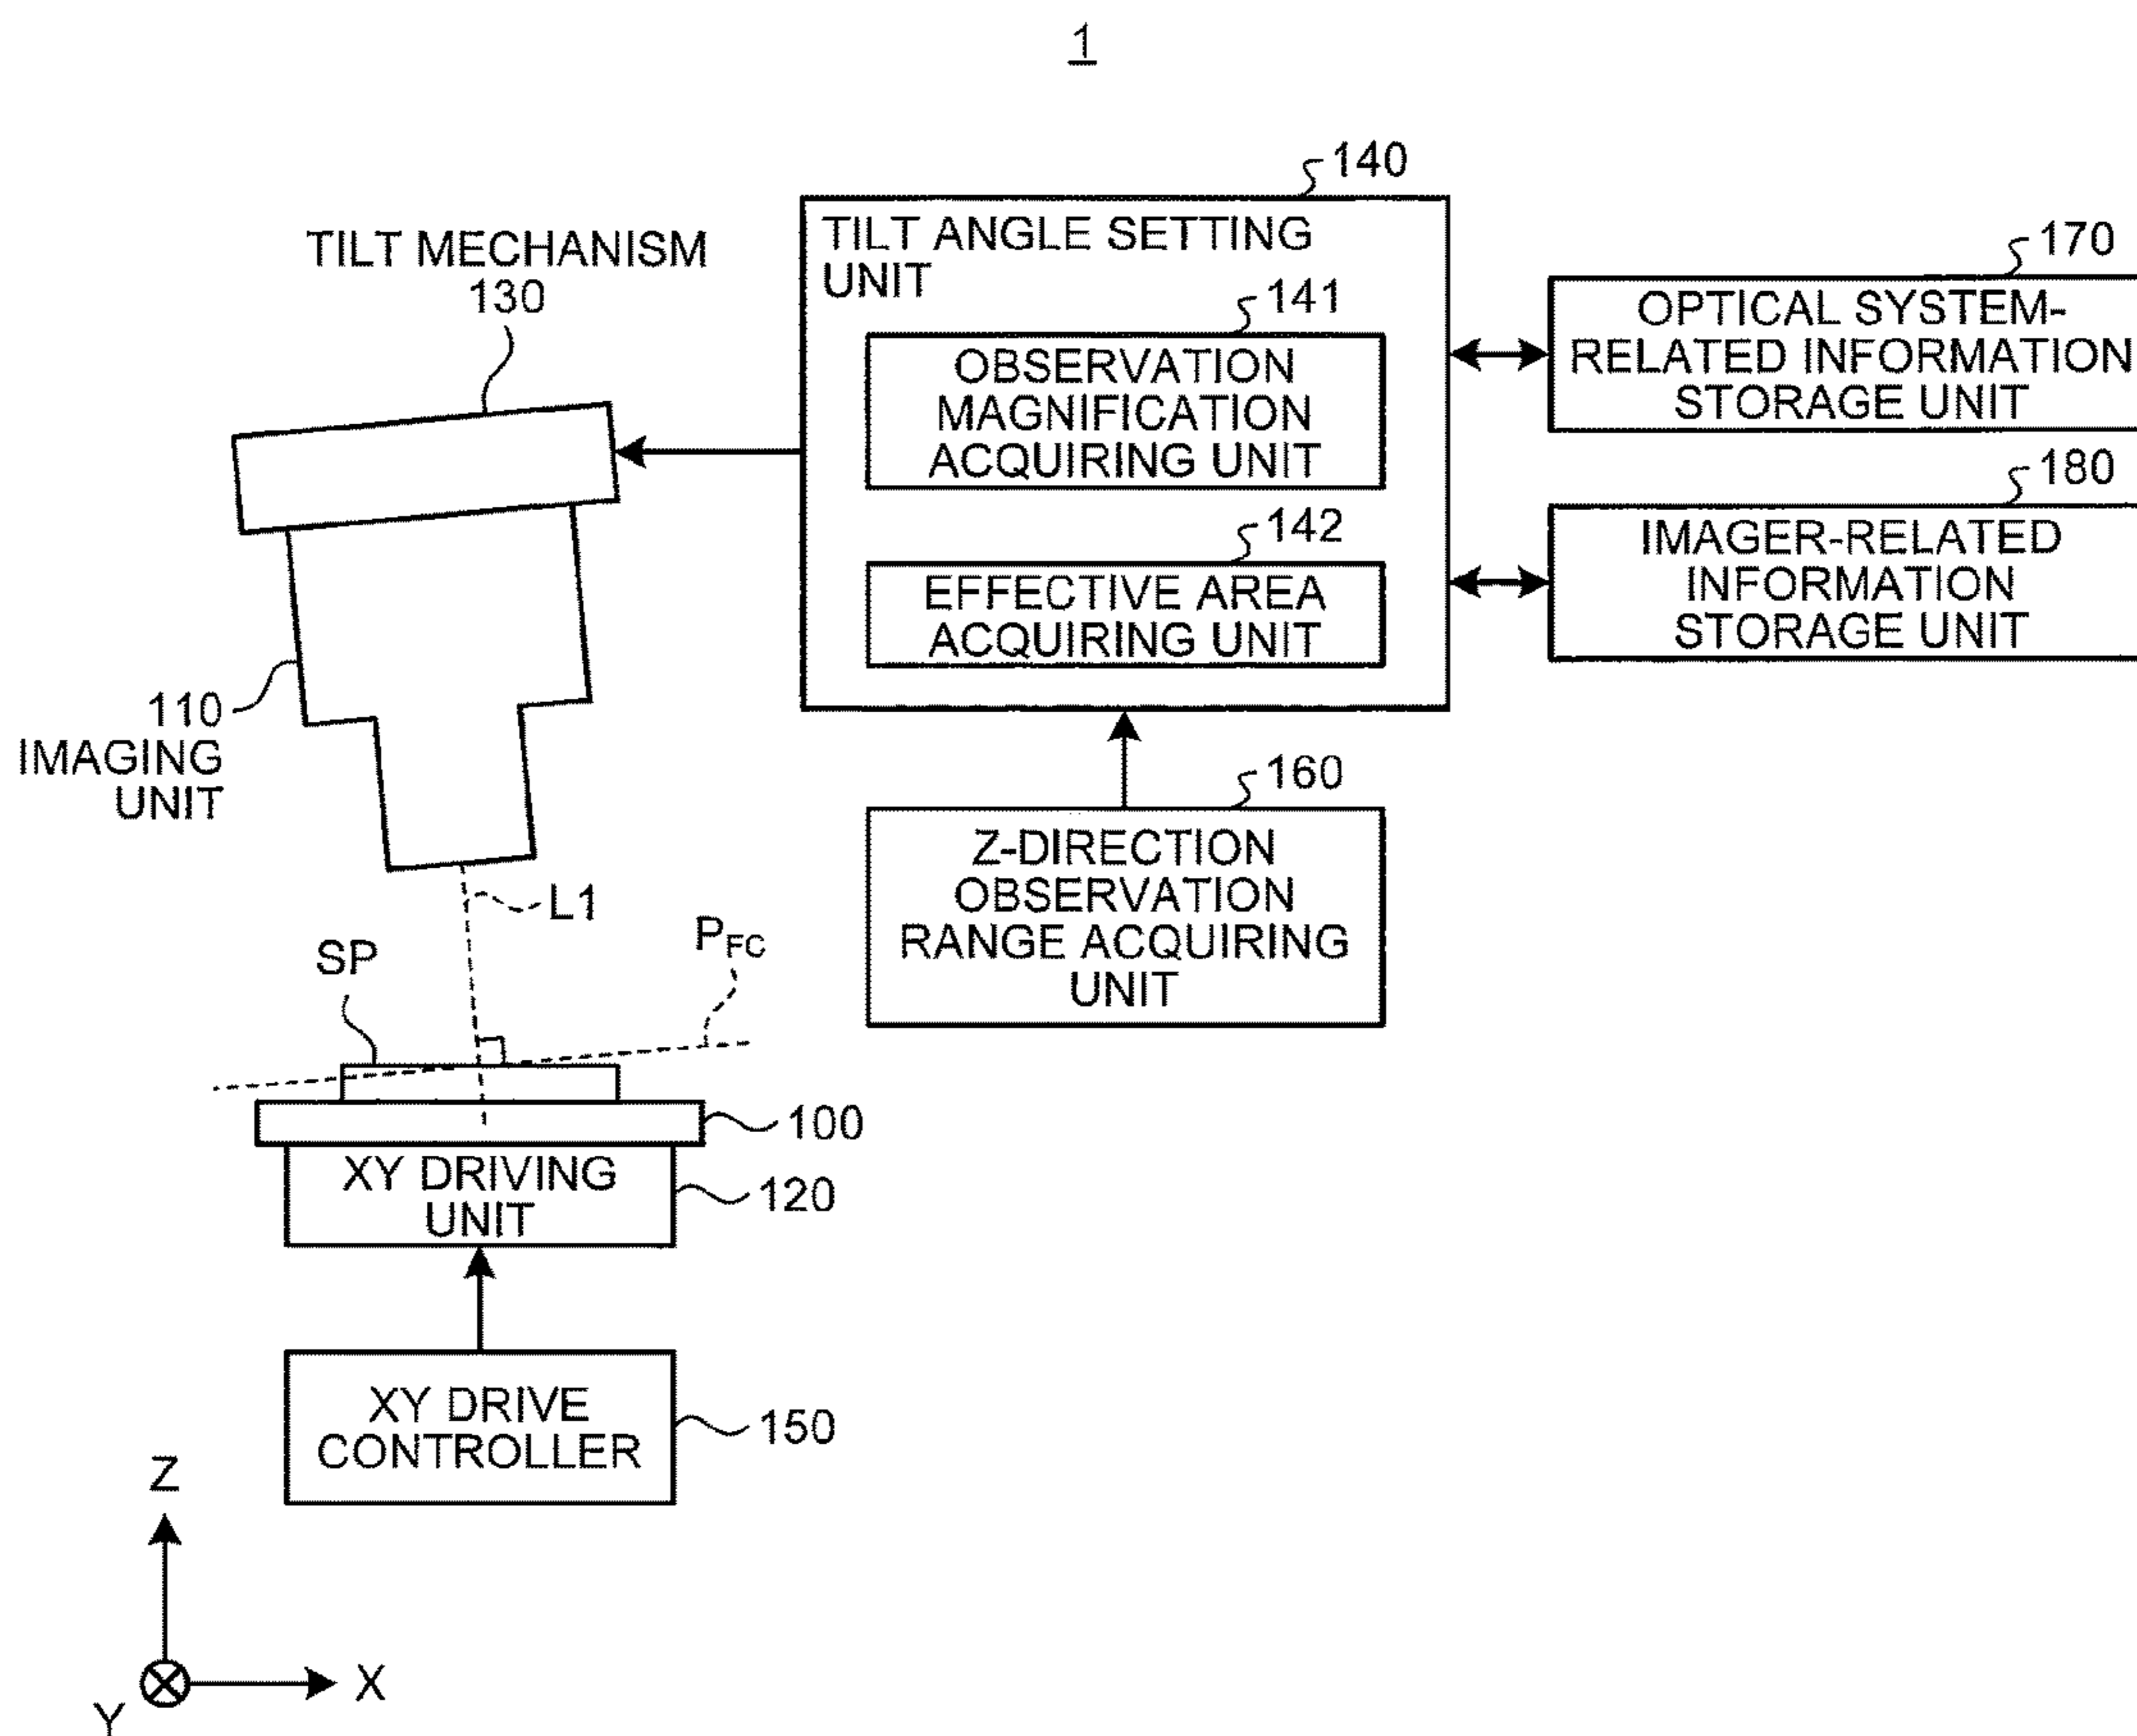 1
140
TILT ANGLE SETTING
UNIT
TILT MECHANISM
130
141
OBSERVATION
MAGNIFICATION
ACQUIRING UNIT
142
EFFECTIVE AREA
ACQUIRING UNIT
170
OPTICAL SYSTEM-
RELATED INFORMATION
STORAGE UNIT
180
IMAGER-RELATED
INFORMATION
STORAGE UNIT
110
IMAGING
UNIT
160
Z-DIRECTION
OBSERVATION
RANGE ACQUIRING
UNIT
L1
PFC
SP
100
XY DRIVING
UNIT
120
XY DRIVE
CONTROLLER
150
Z
X
Y